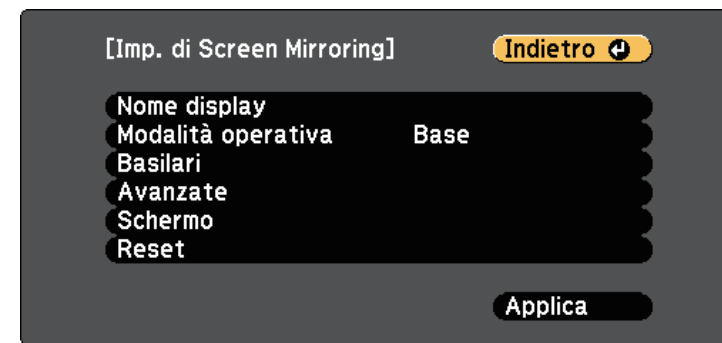 [Imp. di Screen Mirroring] Indietro
Nome display
Modalità operativa Base
Basilari
Avanzate
Schermo
Reset
Applica